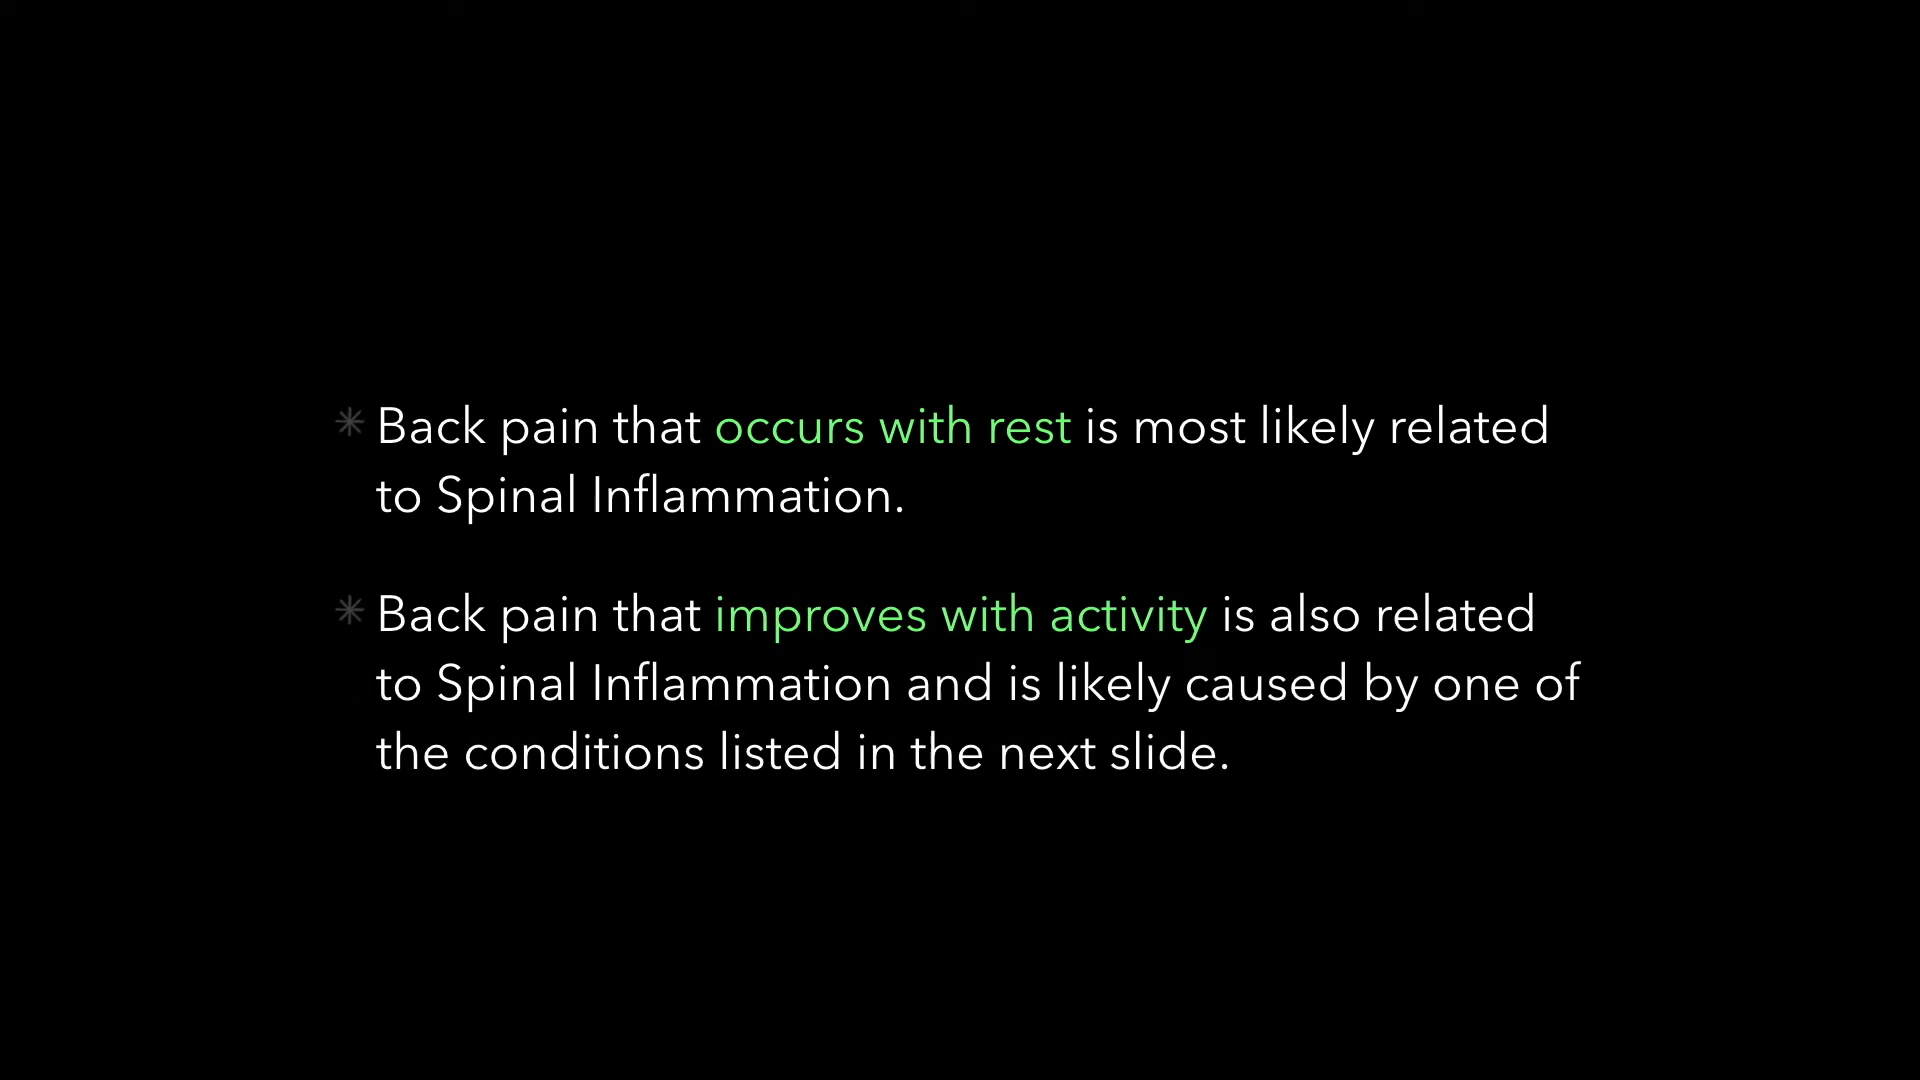 ✳ Back pain that occurs with rest is most likely related
to Spinal Inflammation.
✳ Back pain that improves with activity is also related
to Spinal Inflammation and is likely caused by one of
the conditions listed in the next slide.